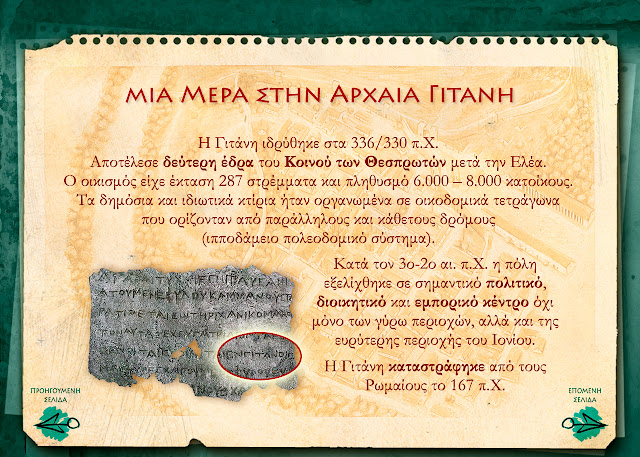 ΜΙΑ ΜΕΡΑ ΣΤΗΝ ΑΡΧΑΙΑ ΓΙΤΑΝΗ
Η Γιτάνη ιδρύθηκε στα 336/330 π.Χ.
Αποτέλεσε δεύτερη έδρα του Κοινού των Θεσπρωτών μετά την Ελέα.
Ο οικισμός είχε έκταση 287 στρέμματα και πληθυσμό 6.000 – 8.000 κατοίκους.
Τα δημόσια και ιδιωτικά κτίρια ήταν οργανωμένα σε οικοδομικά τετράγωνα
που ορίζονταν από παράλληλους και κάθετους δρόμους
(ιπποδάμειο πολεοδομικό σύστημα).
Κατά τον 3ο-2ο αι. π.Χ. η πόλη
εξελίχθηκε σε σημαντικό πολιτικό,
διοικητικό και εμπορικό κέντρο όχι
μόνο των γύρω περιοχών, αλλά και της
ευρύτερης περιοχής του Ιονίου.
Η Γιτάνη καταστράφηκε από τους
Ρωμαίους το 167 π.Χ.
ΠΡΟΗΓΟΥΜΕΝΗ
ΣΕΛΙΔΑ
ΕΠΟΜΕΝΗ
ΣΕΛΙΔΑ